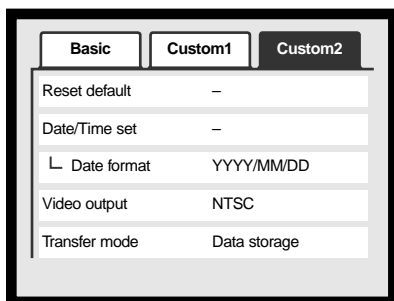 Basic Custom1 Custom2
Reset default –
Date/Time set –
Date format YYYY/MM/DD
Video output NTSC
Transfer mode Data storage